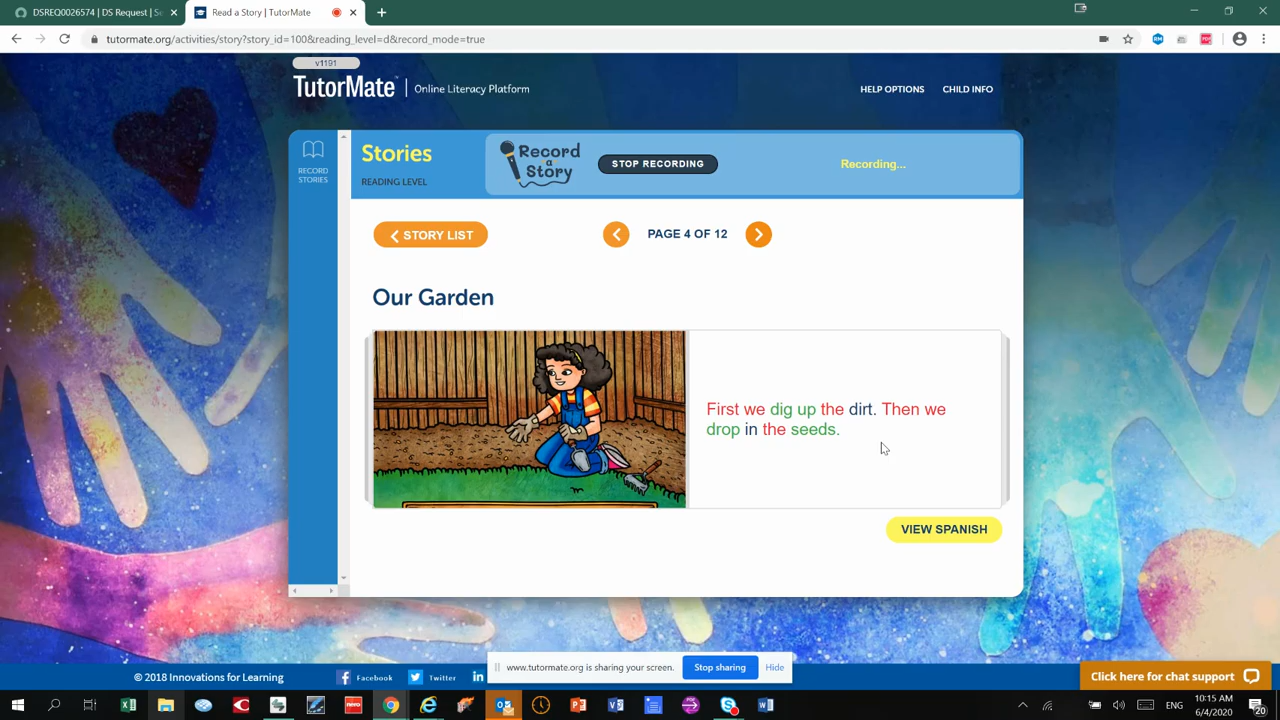 DSREQ0026574 | DS Request | Se
Read a Story | TutorMate
tutormate.org/activities/story?story_id=100&reading_level=d&record_mode=true
v1191
TutorMate™ | Online Literacy Platform
HELP OPTIONS CHILD INFO
RECORD
STORIES
Stories
READING LEVEL
Record
a
Story
STOP RECORDING
Recording...
STORY LIST
PAGE 4 OF 12
Our Garden
First we dig up the dirt. Then we
drop in the seeds.
VIEW SPANISH
www.tutormate.org is sharing your screen. Stop sharing Hide
© 2018 Innovations for Learning Facebook Twitter
Click here for chat support
ENG
10:15 AM
6/4/2020
20